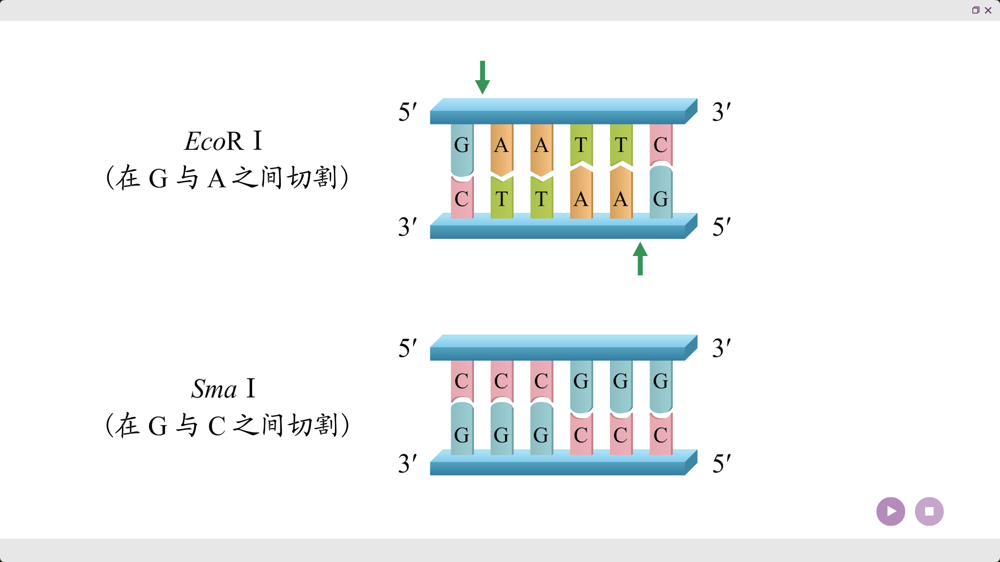 5′ 3′
G A A T T C
EcoR Ⅰ
（在 G 与 A 之间切割）
C T T A A G
3′ 5′
5′ 3′
C C C G G G
Sma Ⅰ
（在 G 与 C 之间切割）
G G G C C C
3′ 5′